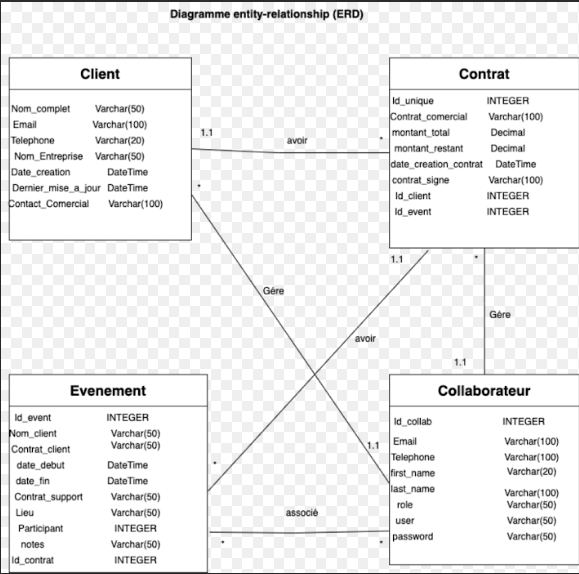 Diagramme entity-relationship (ERD)
Client
Nom_complet Varchar(50)
Email Varchar(100)
Telephone Varchar(20)
Nom_Entreprise Varchar(50)
Date_creation DateTime
Dernier_mise_a_jour DateTime
Contact_Comercial Varchar(100)
Contrat
Id_unique INTEGER
Contrat_comercial Varchar(100)
montant_total Decimal
montant_restant Decimal
date_creation_contrat DateTime
contrat_signe Varchar(100)
Id_client INTEGER
Id_event INTEGER
1.1 avoir *
*
1.1 *
Gére
Gére
avoir
1.1
1.1
*
associé
* *
Evenement
Id_event INTEGER
Nom_client Varchar(50)
Contrat_client Varchar(50)
date_debut DateTime
date_fin DateTime
Contrat_support Varchar(50)
Lieu Varchar(50)
Participant INTEGER
notes Varchar(50)
Id_contrat INTEGER
Collaborateur
Id_collab INTEGER
Email Varchar(100)
Telephone Varchar(100)
first_name Varchar(20)
last_name Varchar(100)
role Varchar(50)
user Varchar(50)
password Varchar(50)